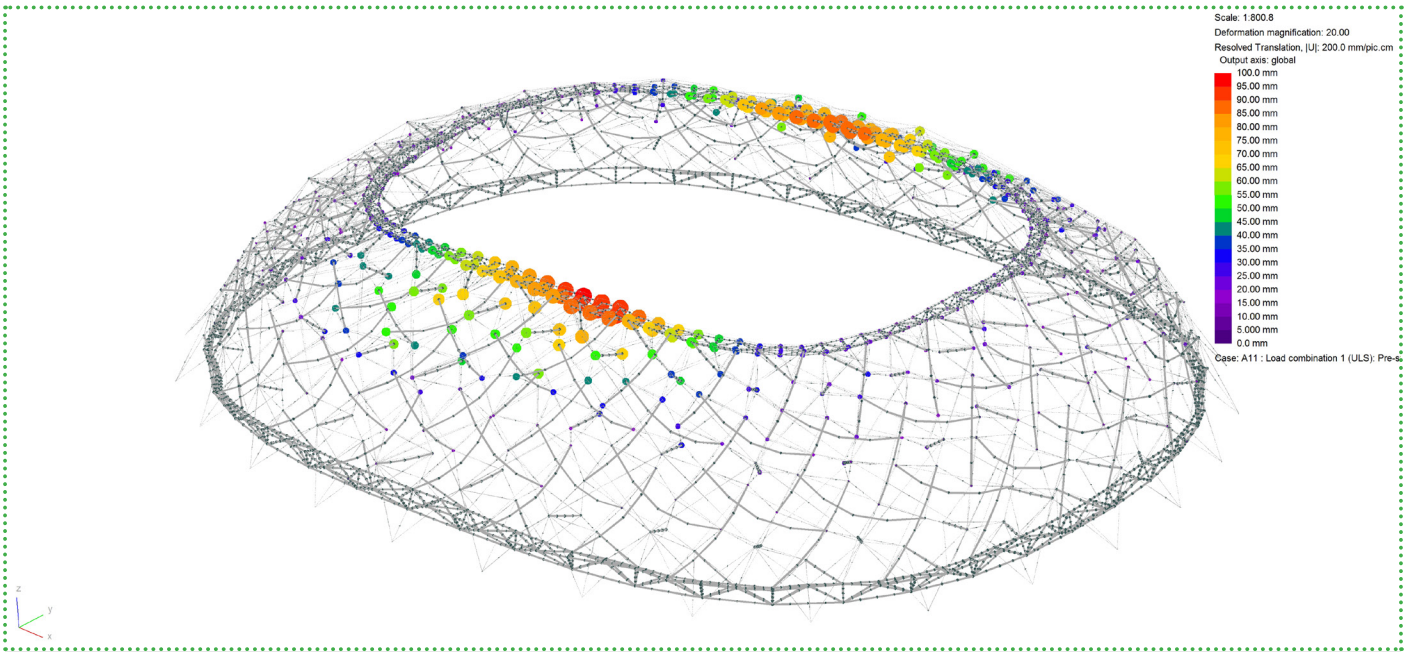 Scale: 1:800.8
Deformation magnification: 20.00
Resolved Translation, |U|: 200.0 mm/pic.cm
Output axis: global
100.0 mm
95.00 mm
90.00 mm
85.00 mm
80.00 mm
75.00 mm
70.00 mm
65.00 mm
60.00 mm
55.00 mm
50.00 mm
45.00 mm
40.00 mm
35.00 mm
30.00 mm
25.00 mm
20.00 mm
15.00 mm
10.00 mm
5.000 mm
0.0 mm
Case: A11 : Load combination 1 (ULS): Pre-s
z
y
x